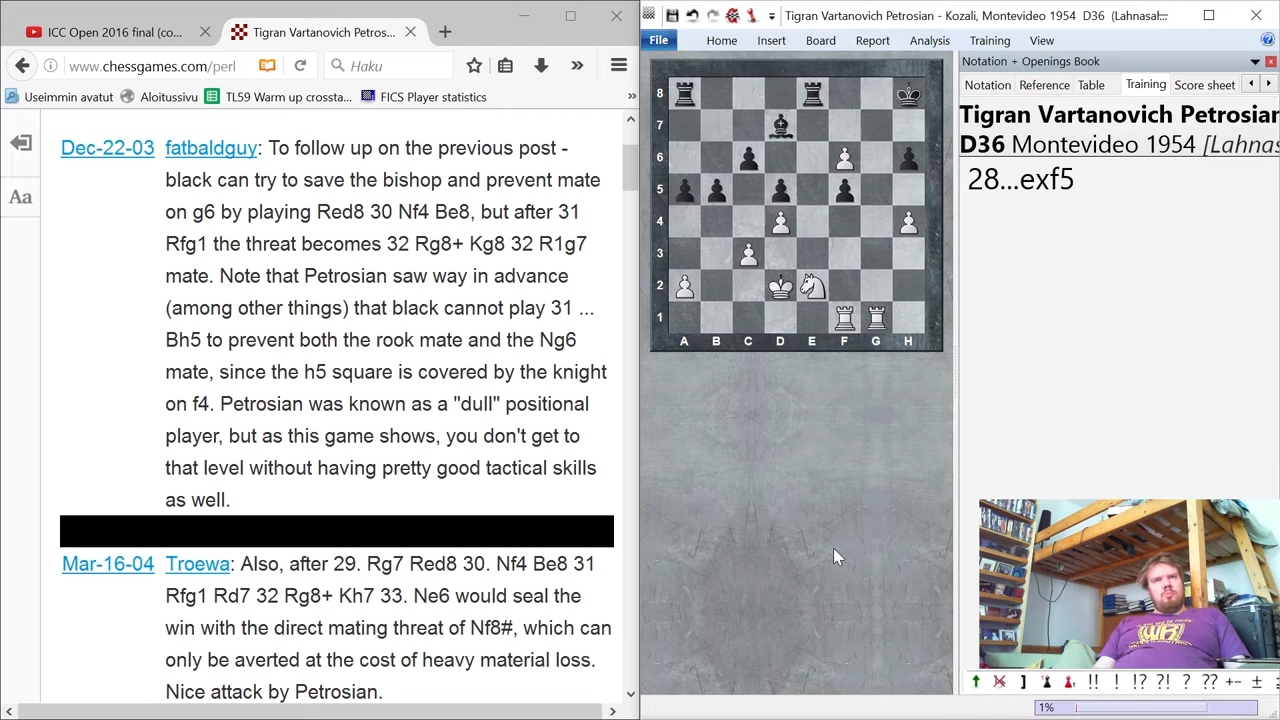 ICC Open 2016 final (co...
Tigran Vartanovich Petros...
www.chessgames.com/perl
Haku
Useimmin avatut
Aloitussivu
TL59 Warm up crossta...
FICS Player statistics
Aa
Dec-22-03 fatbaldguy: To follow up on the previous post -
black can try to save the bishop and prevent mate
on g6 by playing Red8 30 Nf4 Be8, but after 31
Rfg1 the threat becomes 32 Rg8+ Kg8 32 R1g7
mate. Note that Petrosian saw way in advance
(among other things) that black cannot play 31 ...
Bh5 to prevent both the rook mate and the Ng6
mate, since the h5 square is covered by the knight
on f4. Petrosian was known as a "dull" positional
player, but as this game shows, you don't get to
that level without having pretty good tactical skills
as well.
Mar-16-04 Troewa: Also, after 29. Rg7 Red8 30. Nf4 Be8 31
Rfg1 Rd7 32 Rg8+ Kh7 33. Ne6 would seal the
win with the direct mating threat of Nf8#, which can
only be averted at the cost of heavy material loss.
Nice attack by Petrosian.
Tigran Vartanovich Petrosian - Kozali, Montevideo 1954 D36 (Lahnasal...
File Home Insert Board Report Analysis Training View
8
7
6
5
4
3
2
1
A B C D E F G H
Notation + Openings Book
Notation Reference Table Training Score sheet
Tigran Vartanovich Petrosian
D36 Montevideo 1954 [Lahnas
28...exf5
] !! ! !? ?! ? ?? +- ±
1%